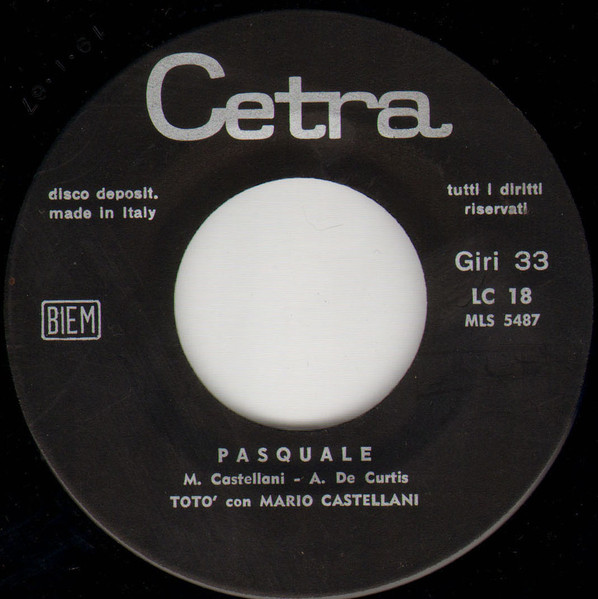 Cetra
disco deposit.
made in Italy
tutti i diritti
riservati
Giri 33
LC 18
MLS 5487
BIEM
PASQUALE
M. Castellani - A. De Curtis
TOTO' con MARIO CASTELLANI